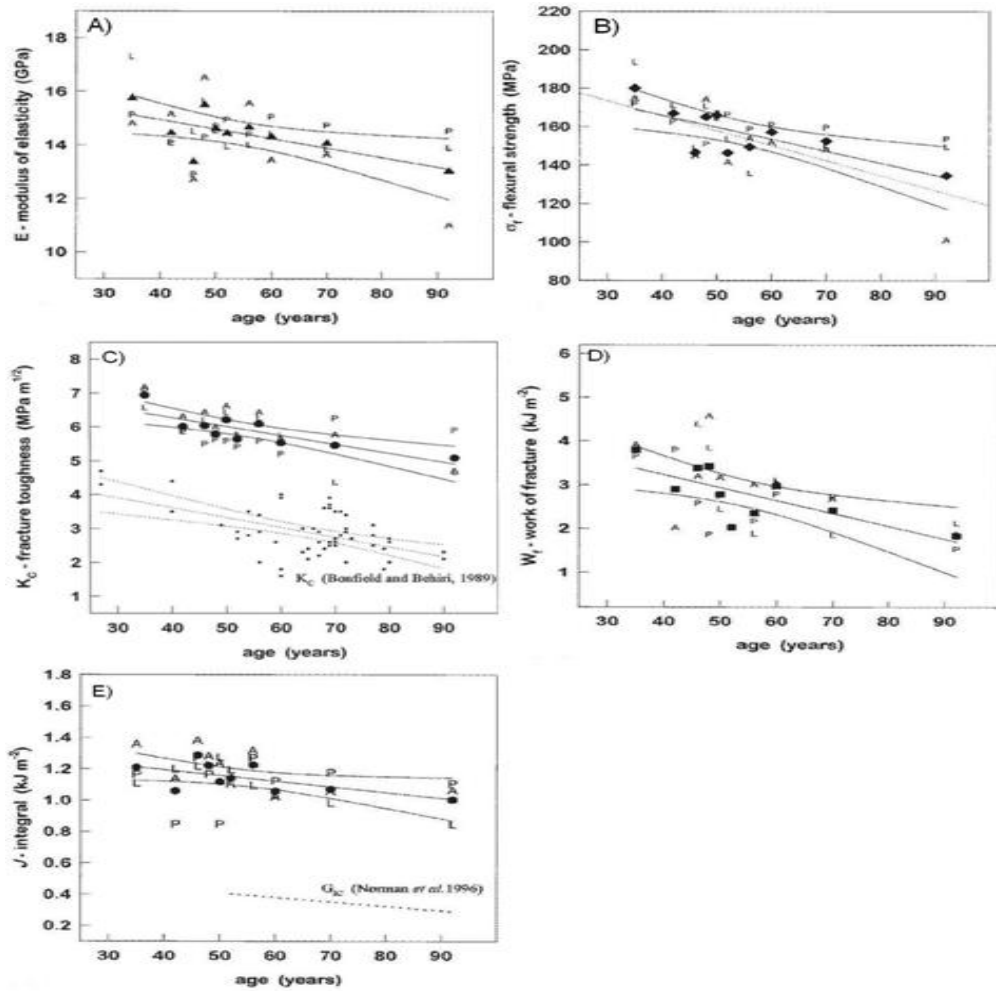 A)
E - modulus of elasticity (GPa)
18
16
14
12
10
30 40 50 60 70 80 90
age (years)
B)
σf - flexural strength (MPa)
220
200
180
160
140
120
100
80
30 40 50 60 70 80 90
age (years)
C)
KC - fracture toughness (MPa m1/2)
8
7
6
5
4
3
2
1
KC (Bonfield and Behiri, 1989)
30 40 50 60 70 80 90
age (years)
D)
Wf - work of fracture (kJ m-2)
6
5
4
3
2
1
30 40 50 60 70 80 90
age (years)
E)
J - integral (kJ m-2)
1.8
1.6
1.4
1.2
1.0
0.8
0.6
0.4
0.2
GIC (Norman et al. 1996)
30 40 50 60 70 80 90
age (years)